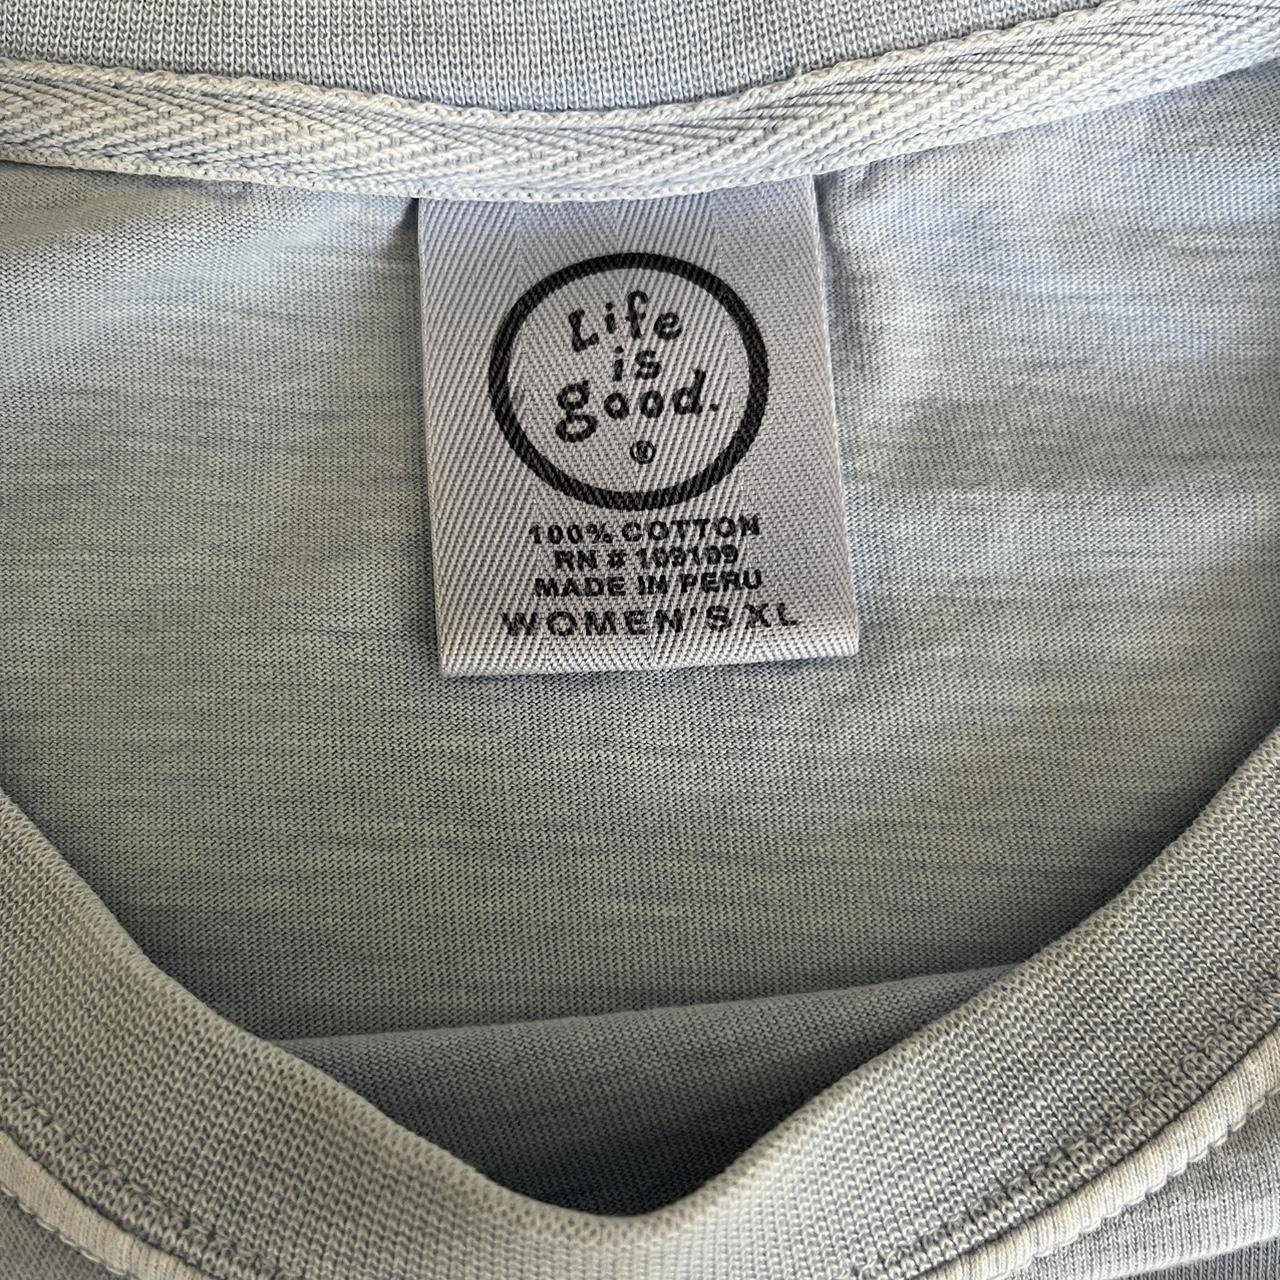 Life
is
good.
®
100% COTTON
RN # 109109
MADE IN PERU
WOMEN'S XL